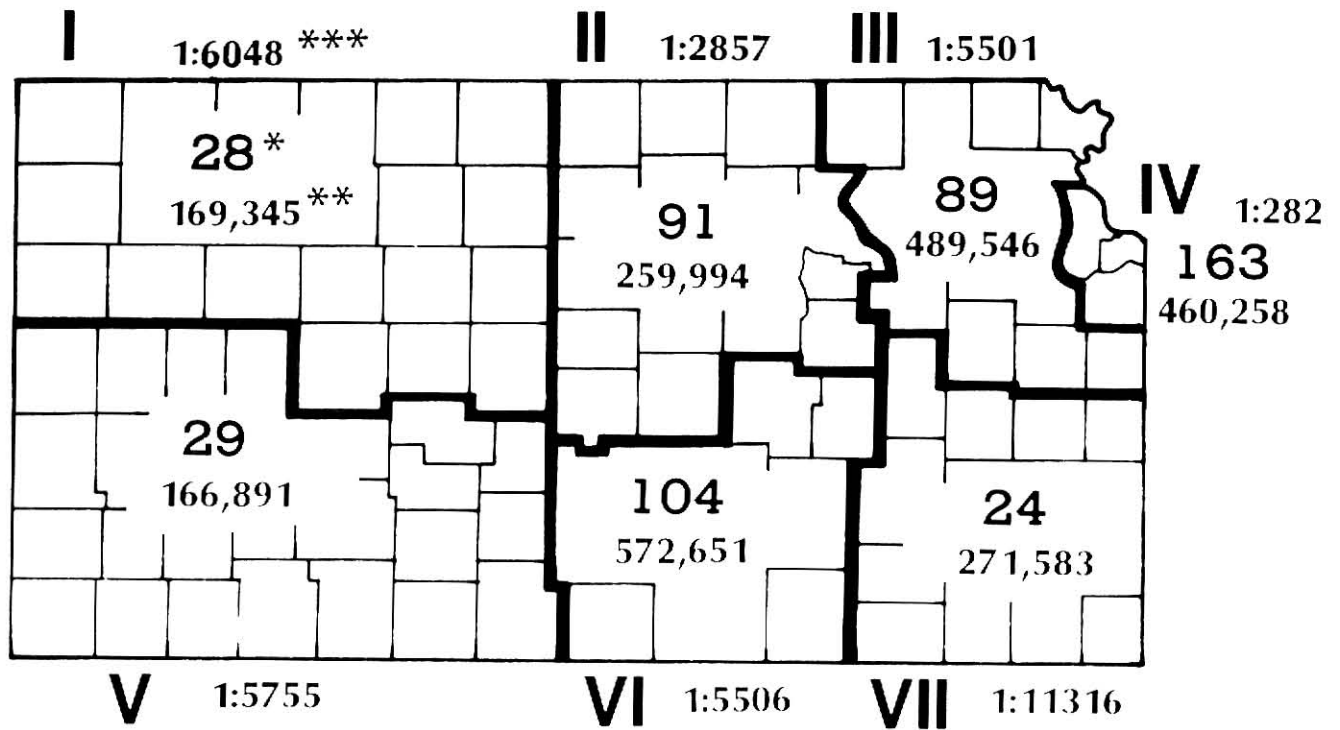 I 1:6048 ***
II 1:2857
III 1:5501
28*
169,345**
91
259,994
89
489,546
IV 1:282
163
460,258
29
166,891
104
572,651
24
271,583
V 1:5755
VI 1:5506
VII 1:11316